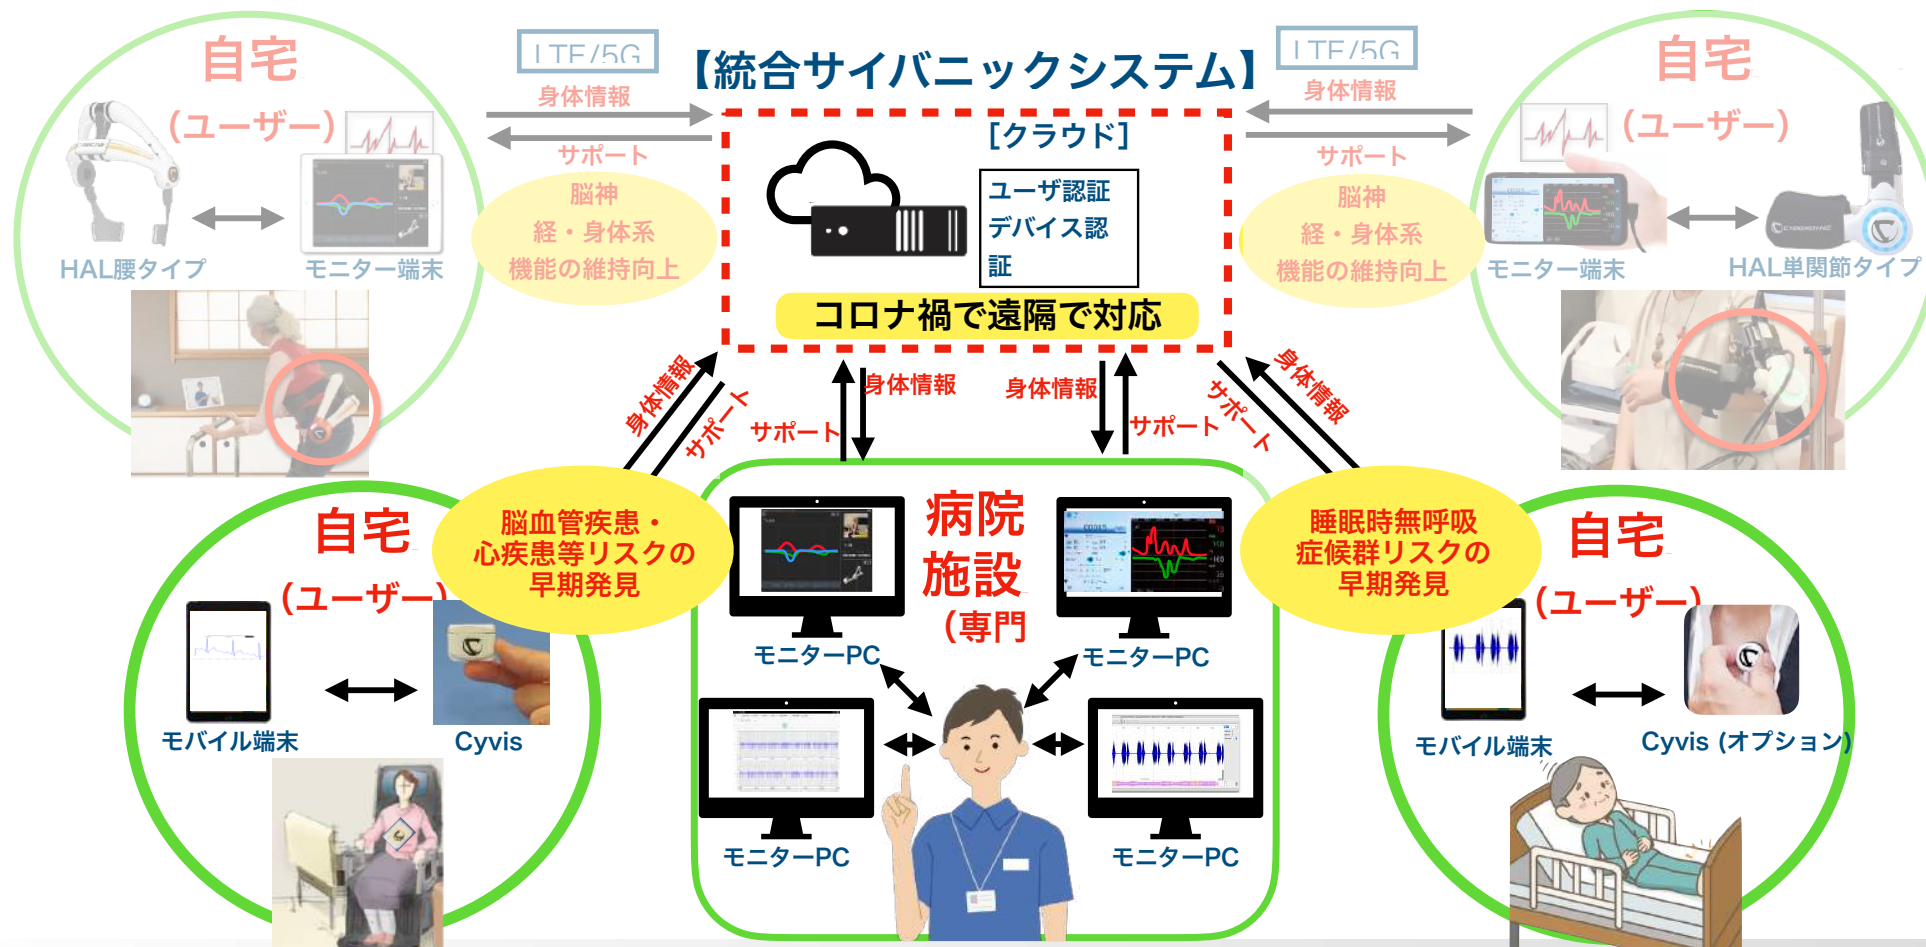 【統合サイバニックシステム】
LTE/5G
LTE/5G
自宅
(ユーザー)
HAL腰タイプ
モニター端末
身体情報
サポート
脳神
経・身体系
機能の維持向上
[クラウド]
ユーザ認証
デバイス認
証
コロナ禍で遠隔で対応
身体情報
サポート
脳神
経・身体系
機能の維持向上
自宅
(ユーザー)
モニター端末
HAL単関節タイプ
CYBERDYNE
身体情報
サポート
サポート
身体情報
身体情報
サポート
サポート
身体情報
自宅
(ユーザー)
脳血管疾患・
心疾患等リスクの
早期発見
モバイル端末
Cyvis
病院
施設
(専門
モニターPC
モニターPC
モニターPC
モニターPC
睡眠時無呼吸
症候群リスクの
早期発見
自宅
(ユーザー)
モバイル端末
Cyvis (オプション)